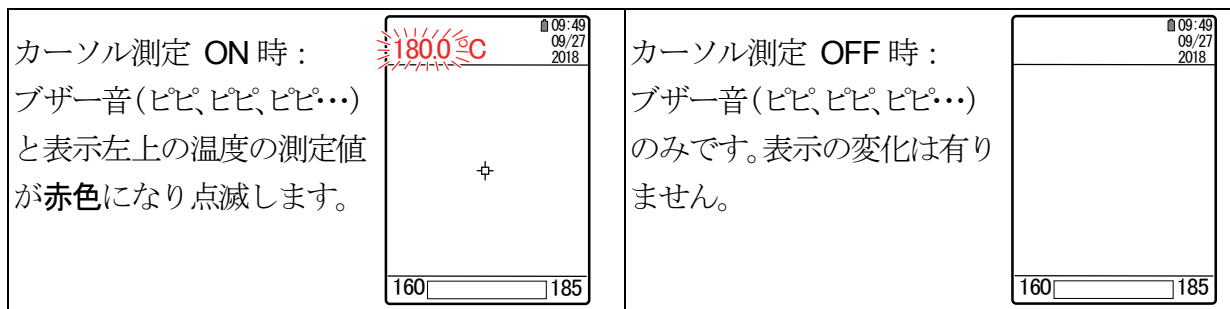 カーソル測定 ON 時：
ブザー音（ピピ、ピピ、ピピ・・・）
と表示左上の温度の測定値
が赤色になり点滅します。
180.0 ℃
09:49
09/27
2018
160 185
カーソル測定 OFF 時：
ブザー音（ピピ、ピピ、ピピ・・・）
のみです。表示の変化は有り
ません。
09:49
09/27
2018
160 185